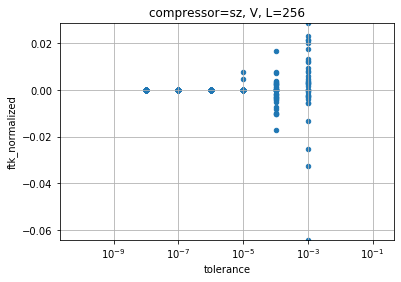 compressor=sz, V, L=256
0.02
0.00
−0.02
−0.04
−0.06
ftk_normalized
10⁻⁹ 10⁻⁷ 10⁻⁵ 10⁻³ 10⁻¹
tolerance